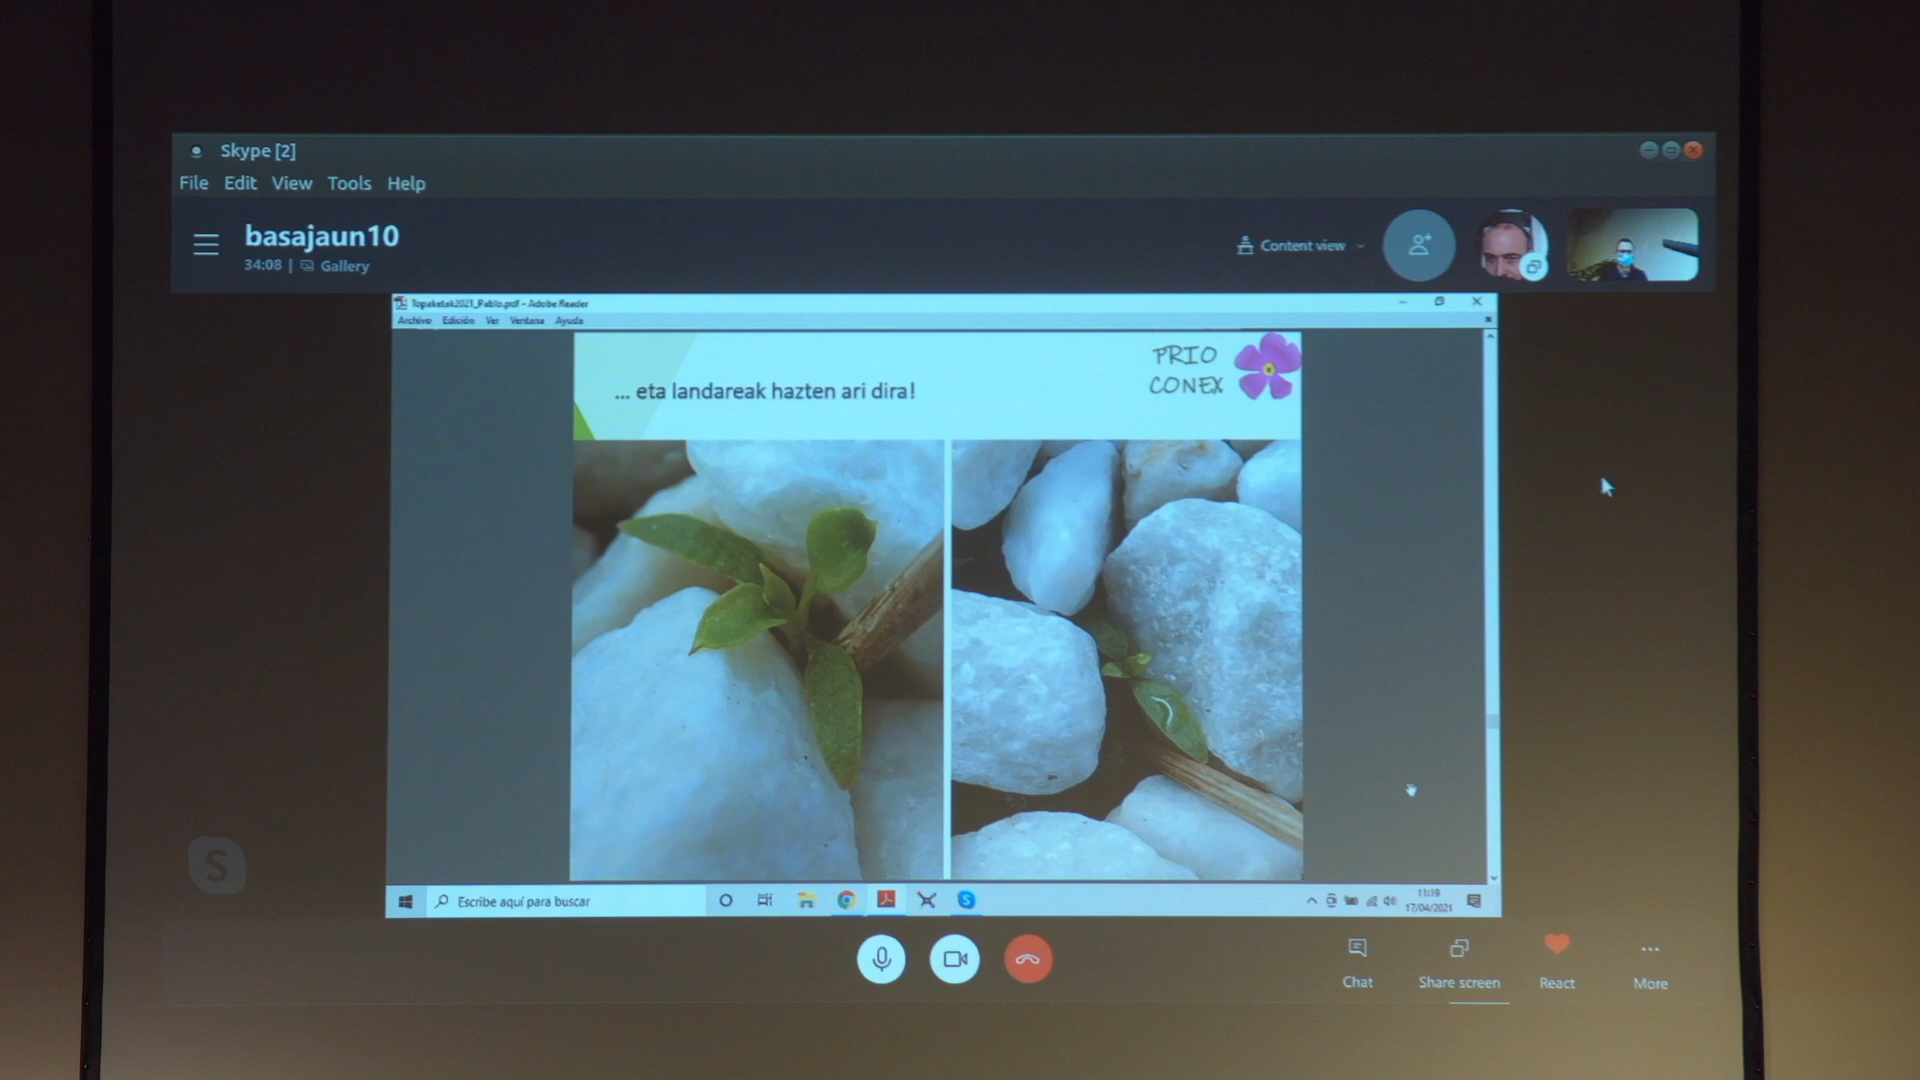 Skype [2]
File Edit View Tools Help
basajaun10
34:08 | Gallery
Content view
Topaketak2021_Pablo.pdf - Adobe Reader
Archivo Edición Ver Ventana Ayuda
... eta landareak hazten ari dira!
PRIO
CONEX
S
Escribe aquí para buscar
S
11:19
17/04/2021
Chat
Share screen
React
More